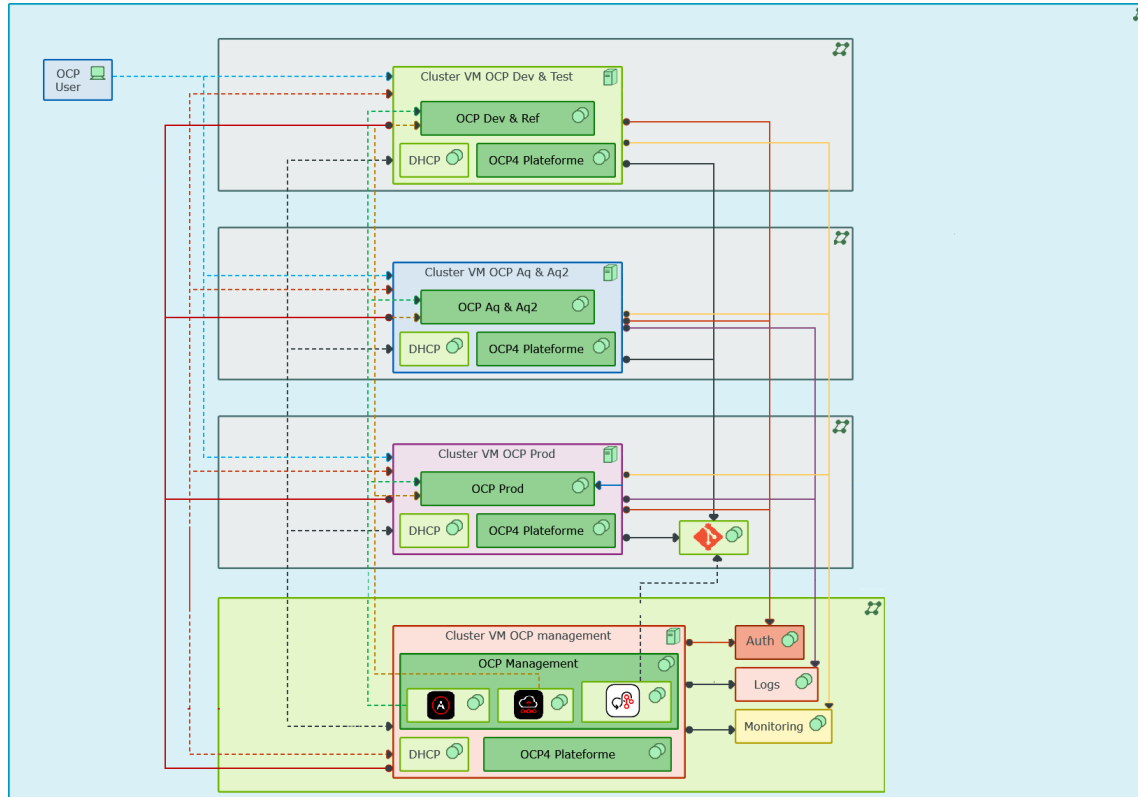 OCP
User
Cluster VM OCP Dev & Test
OCP Dev & Ref
DHCP
OCP4 Plateforme
Cluster VM OCP Aq & Aq2
OCP Aq & Aq2
DHCP
OCP4 Plateforme
Cluster VM OCP Prod
OCP Prod
DHCP
OCP4 Plateforme
Cluster VM OCP management
OCP Management
Auth
Logs
Monitoring
DHCP
OCP4 Plateforme